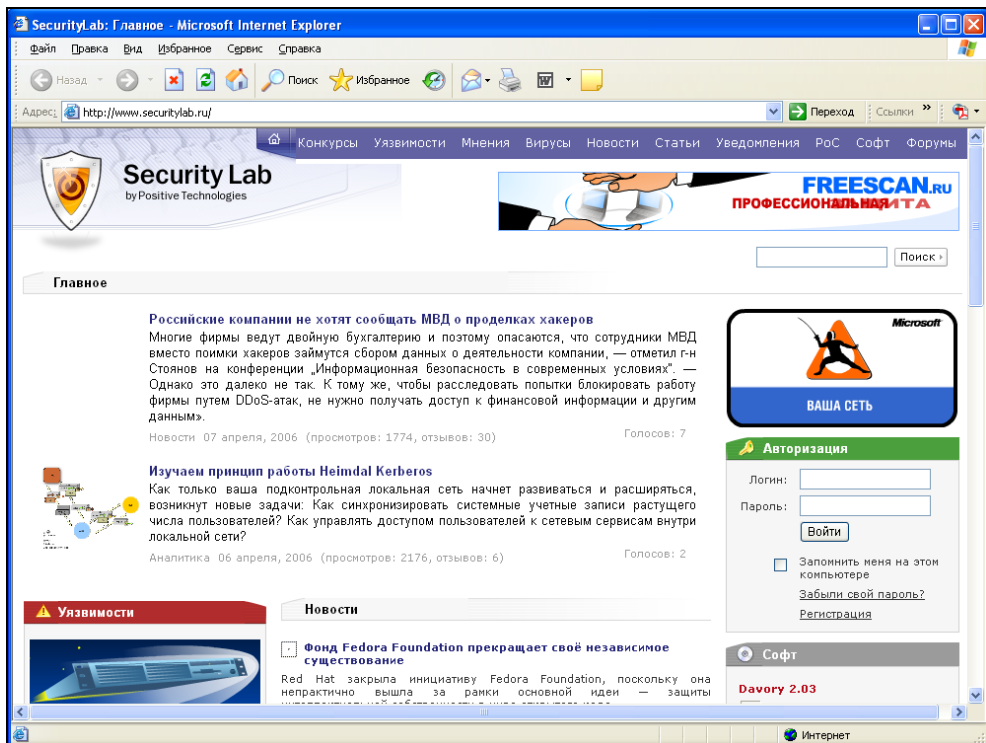 SecurityLab: Главное - Microsoft Internet Explorer
Файл Правка Вид Избранное Сервис Справка
Назад Поиск Избранное
Адрес: http://www.securitylab.ru/ Переход Ссылки »
Конкурсы Уязвимости Мнения Вирусы Новости Статьи Уведомления PoC Софт Форумы
Security Lab
by Positive Technologies
FREESCAN.RU
ПРОФЕССИОНАЛЬНАЯ
Поиск
Главное
Российские компании не хотят сообщать МВД о проделках хакеров
Многие фирмы ведут двойную бухгалтерию и поэтому опасаются, что сотрудники МВД
вместо поимки хакеров займутся сбором данных о деятельности компании, — отметил г-н
Стоянов на конференции „Информационная безопасность в современных условиях". —
Однако это далеко не так. К тому же, чтобы расследовать попытки блокировать работу
фирмы путем DDoS-атак, не нужно получать доступ к финансовой информации и другим
данным».
Новости 07 апреля, 2006 (просмотров: 1774, отзывов: 30) Голосов: 7
Изучаем принцип работы Heimdal Kerberos
Как только ваша подконтрольная локальная сеть начнет развиваться и расширяться,
возникнут новые задачи: Как синхронизировать системные учетные записи растущего
числа пользователей? Как управлять доступом пользователей к сетевым сервисам внутри
локальной сети?
Аналитика 06 апреля, 2006 (просмотров: 2176, отзывов: 6) Голосов: 2
Уязвимости
Новости
Фонд Fedora Foundation прекращает своё независимое
существование
Red Hat закрыла инициативу Fedora Foundation, поскольку она
непрактично вышла за рамки основной идеи — защиты
Microsoft
ВАША СЕТЬ
Авторизация
Логин:
Пароль:
Войти
Запомнить меня на этом
компьютере
Забыли свой пароль?
Регистрация
Софт
Davory 2.03
Интернет